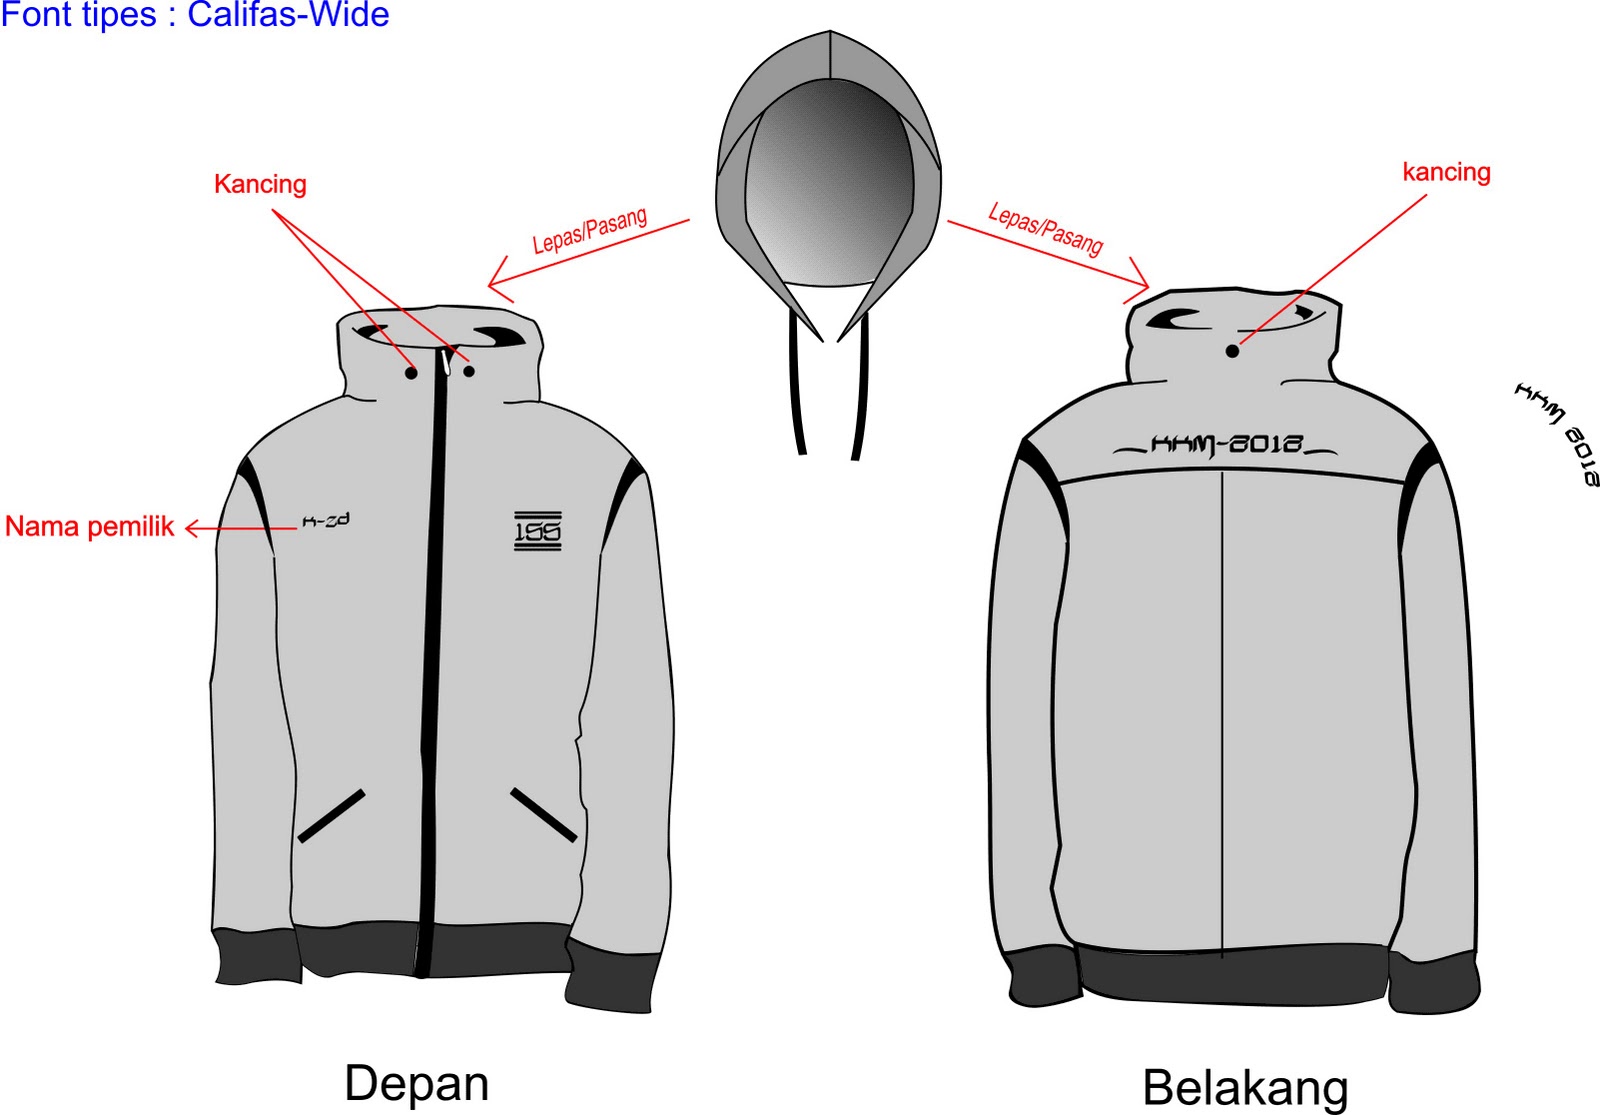 Font tipes : Califas-Wide
Kancing
Lepas/Pasang
Lepas/Pasang
kancing
KKM-2012
KKM 2012
Nama pemilik
K-zd
1SS
Depan
Belakang